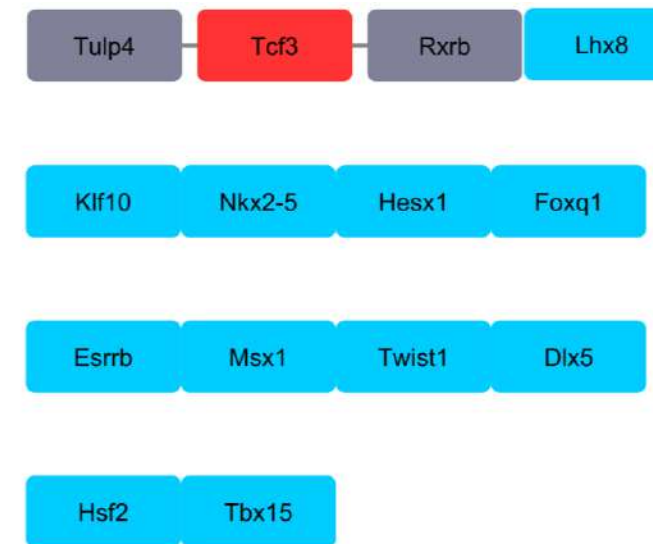 Tulp4 Tcf3 Rxrb Lhx8
Klf10 Nkx2-5 Hesx1 Foxq1
Esrrb Msx1 Twist1 Dlx5
Hsf2 Tbx15